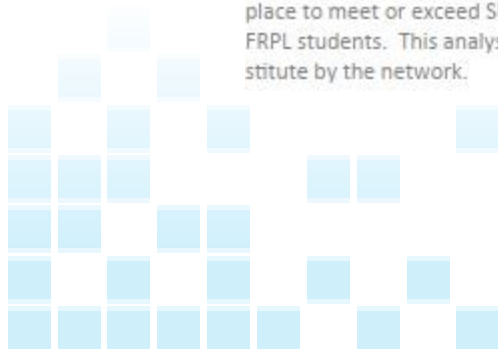 place to meet or exceed S
FRPL students. This analys
stitute by the network.